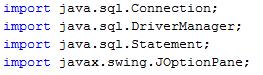 import java.sql.Connection;
import java.sql.DriverManager;
import java.sql.Statement;
import javax.swing.JOptionPane;